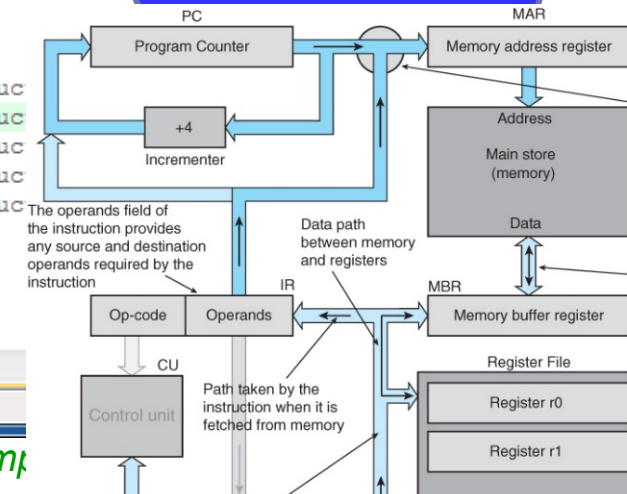 PC
MAR
Program Counter
Memory address register
+4
Incrementer
Address
Main store
(memory)
Data
The operands field of
the instruction provides
any source and destination
operands required by the
instruction
Data path
between memory
and registers
IR
MBR
Op-code
Operands
Memory buffer register
CU
Control unit
Path taken by the
instruction when it is
fetched from memory
Register File
Register r0
Register r1